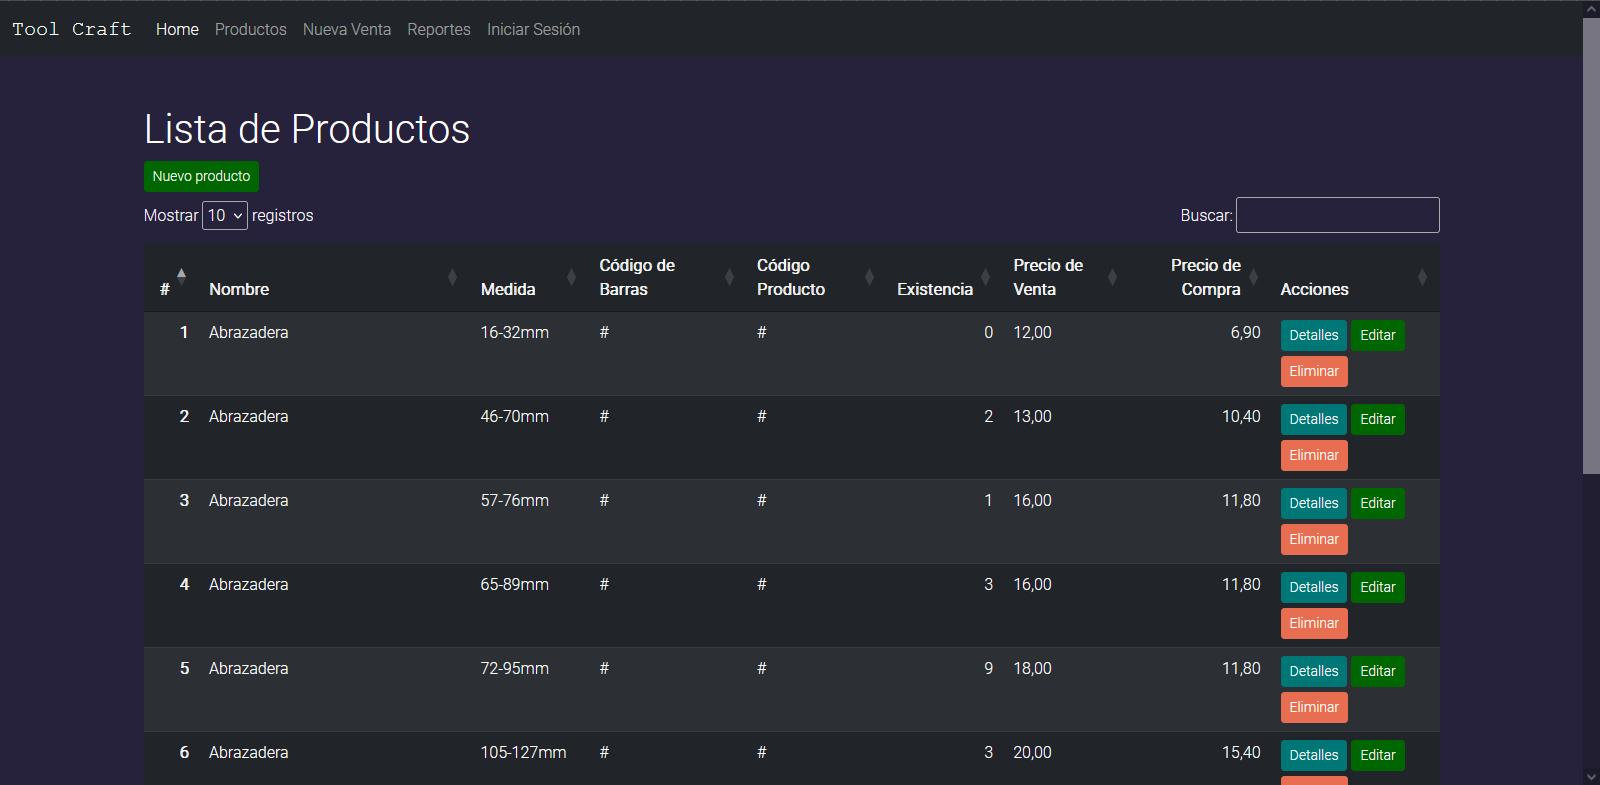 Tool Craft Home Productos Nueva Venta Reportes Iniciar Sesión
Lista de Productos
Nuevo producto
Mostrar 10 registros Buscar:
# Nombre Medida Código de Barras Código Producto Existencia Precio de Venta Precio de Compra Acciones
1 Abrazadera 16-32mm # # 0 12,00 6,90 Detalles Editar
Eliminar
2 Abrazadera 46-70mm # # 2 13,00 10,40 Detalles Editar
Eliminar
3 Abrazadera 57-76mm # # 1 16,00 11,80 Detalles Editar
Eliminar
4 Abrazadera 65-89mm # # 3 16,00 11,80 Detalles Editar
Eliminar
5 Abrazadera 72-95mm # # 9 18,00 11,80 Detalles Editar
Eliminar
6 Abrazadera 105-127mm # # 3 20,00 15,40 Detalles Editar